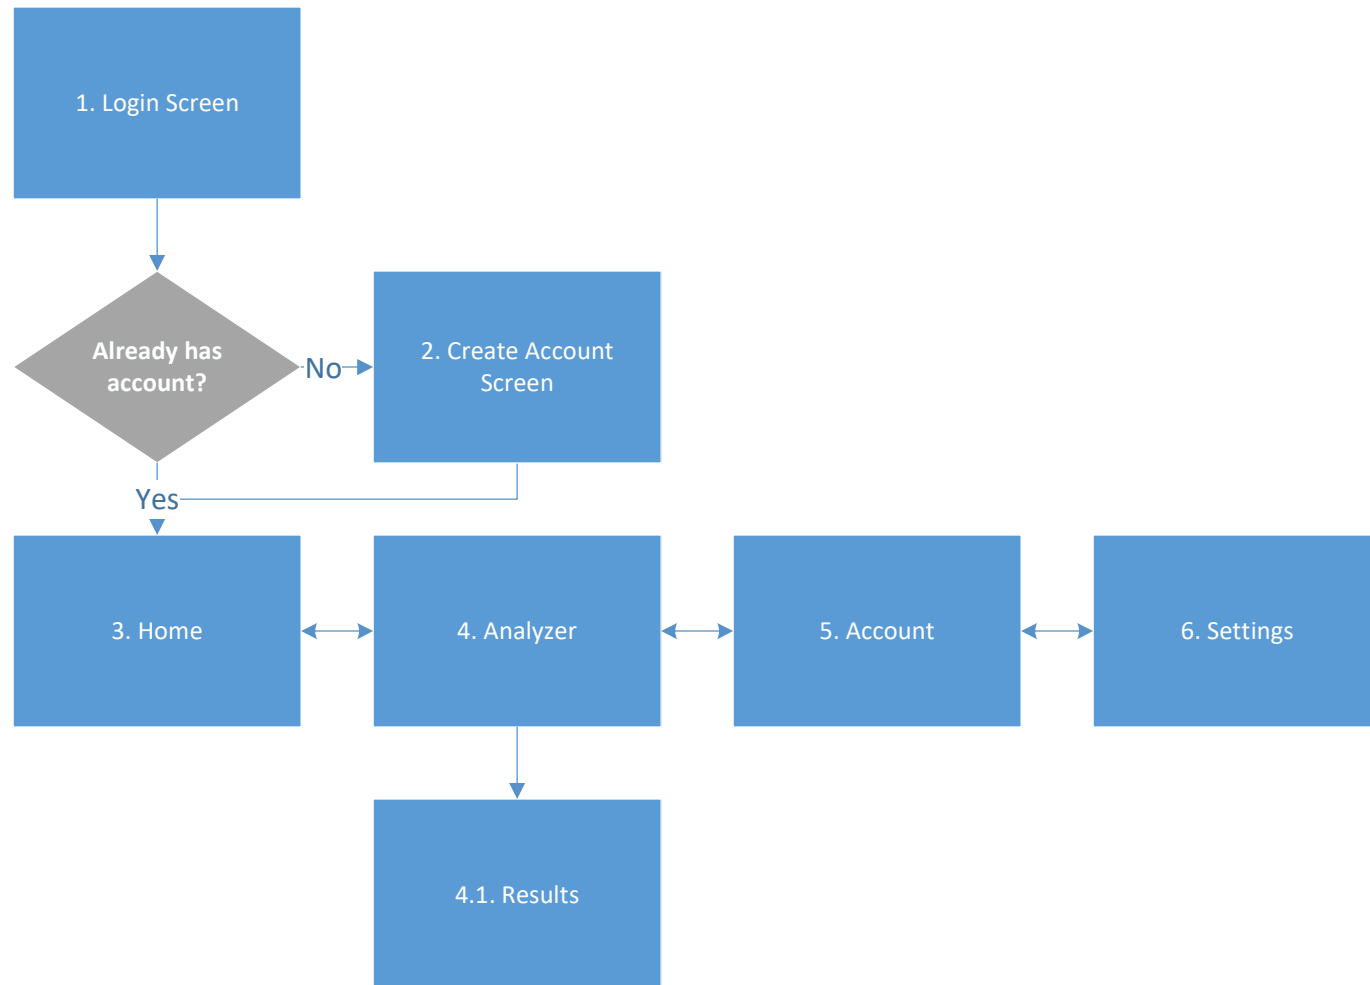 1. Login Screen
Already has
account?
No
2. Create Account
Screen
Yes
3. Home
4. Analyzer
5. Account
6. Settings
4.1. Results